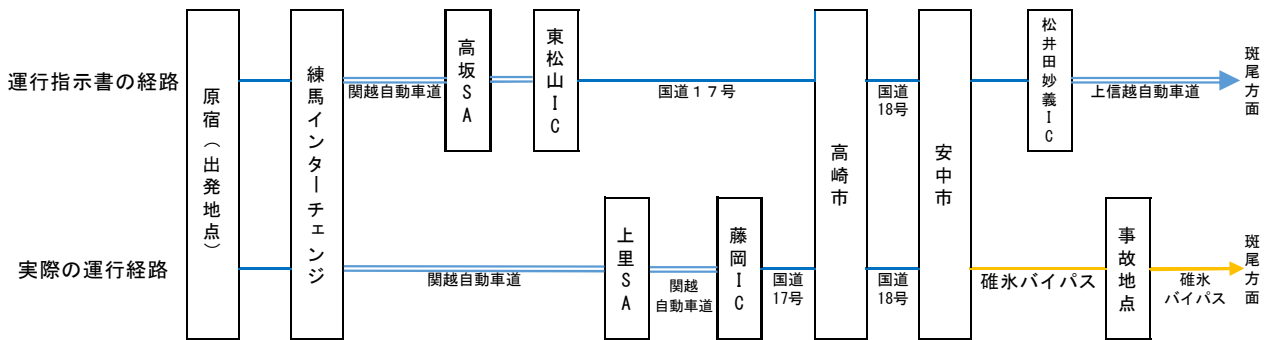 運行指示書の経路
実際の運行経路
原宿（出発地点）
練馬インターチェンジ
関越自動車道
高坂SA
東松山IC
国道１７号
高崎市
国道
18号
安中市
松井田妙義IC
上信越自動車道
斑尾方面
関越自動車道
上里SA
関越
自動車道
藤岡IC
国道
17号
国道
18号
碓氷バイパス
事故地点
碓氷
バイパス
斑尾方面